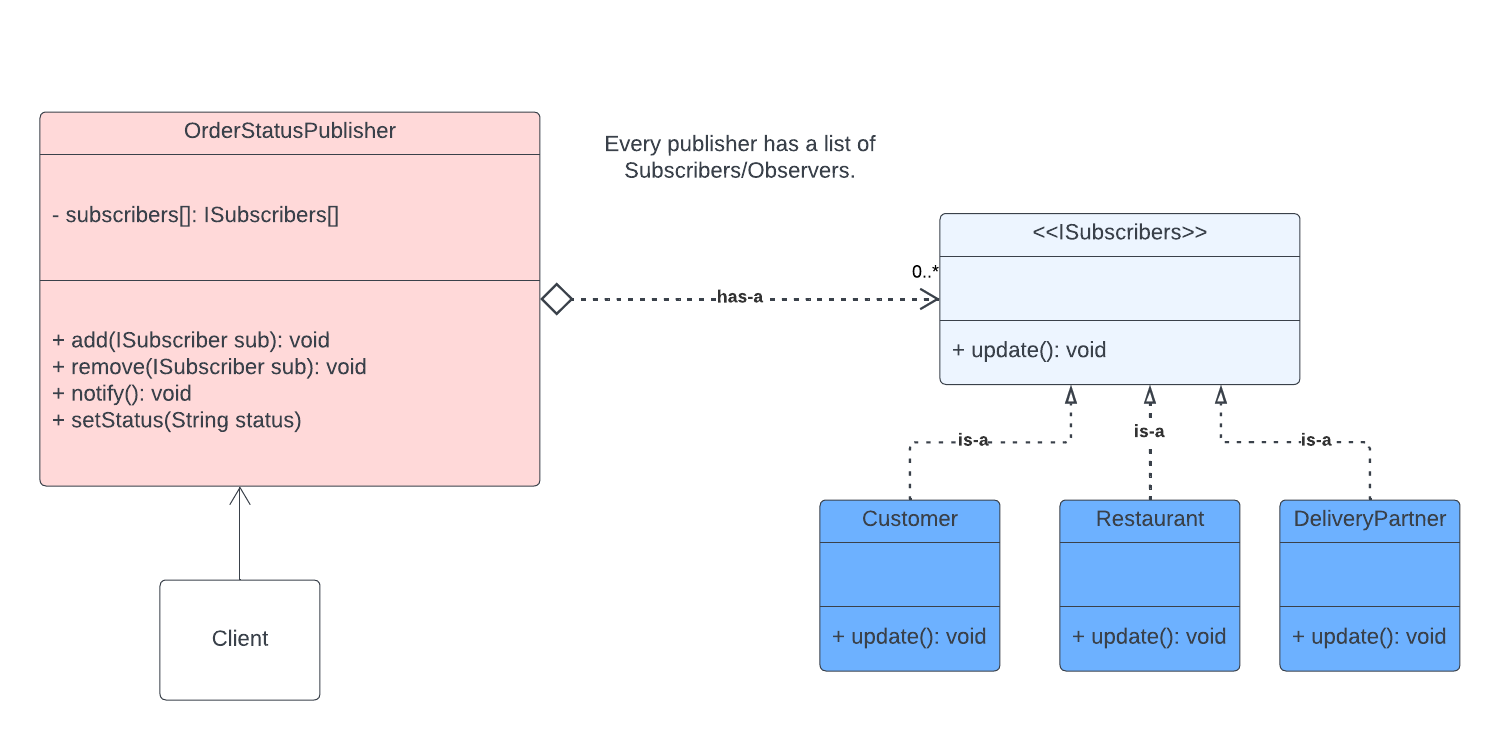 OrderStatusPublisher
- subscribers[]: ISubscribers[]
+ add(ISubscriber sub): void
+ remove(ISubscriber sub): void
+ notify(): void
+ setStatus(String status)
Client
Every publisher has a list of
Subscribers/Observers.
has-a
0..*
<<ISubscribers>>
+ update(): void
is-a
is-a
is-a
Customer
+ update(): void
Restaurant
+ update(): void
DeliveryPartner
+ update(): void